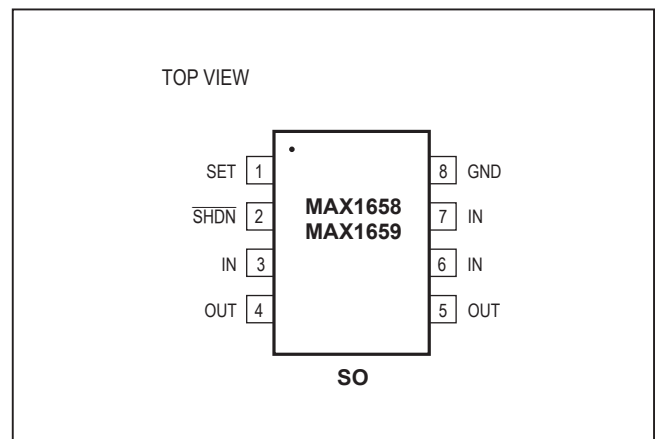 TOP VIEW
SET 1
SHDN 2
IN 3
OUT 4
MAX1658
MAX1659
8 GND
7 IN
6 IN
5 OUT
SO